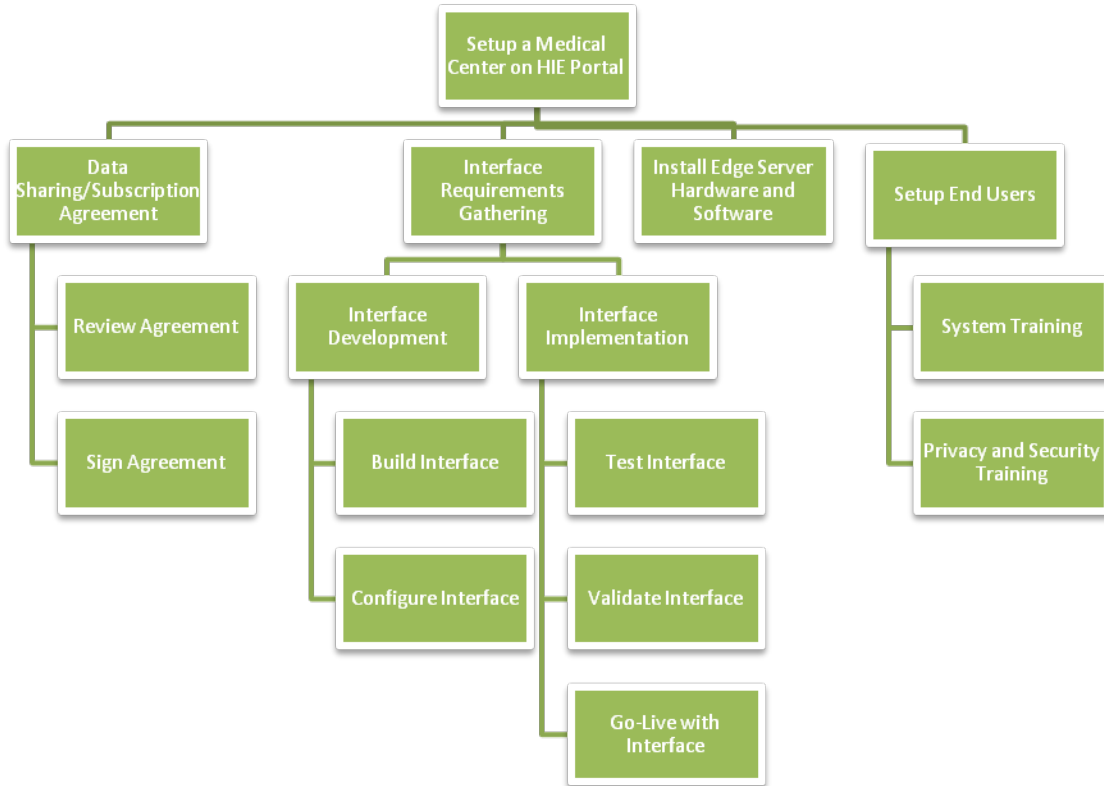 Setup a Medical
Center on HIE Portal
Data
Sharing/Subscription
Agreement
Interface
Requirements
Gathering
Install Edge Server
Hardware and
Software
Setup End Users
Review Agreement
Interface
Development
Interface
Implementation
System Training
Sign Agreement
Build Interface
Test Interface
Privacy and Security
Training
Configure Interface
Validate Interface
Go-Live with
Interface